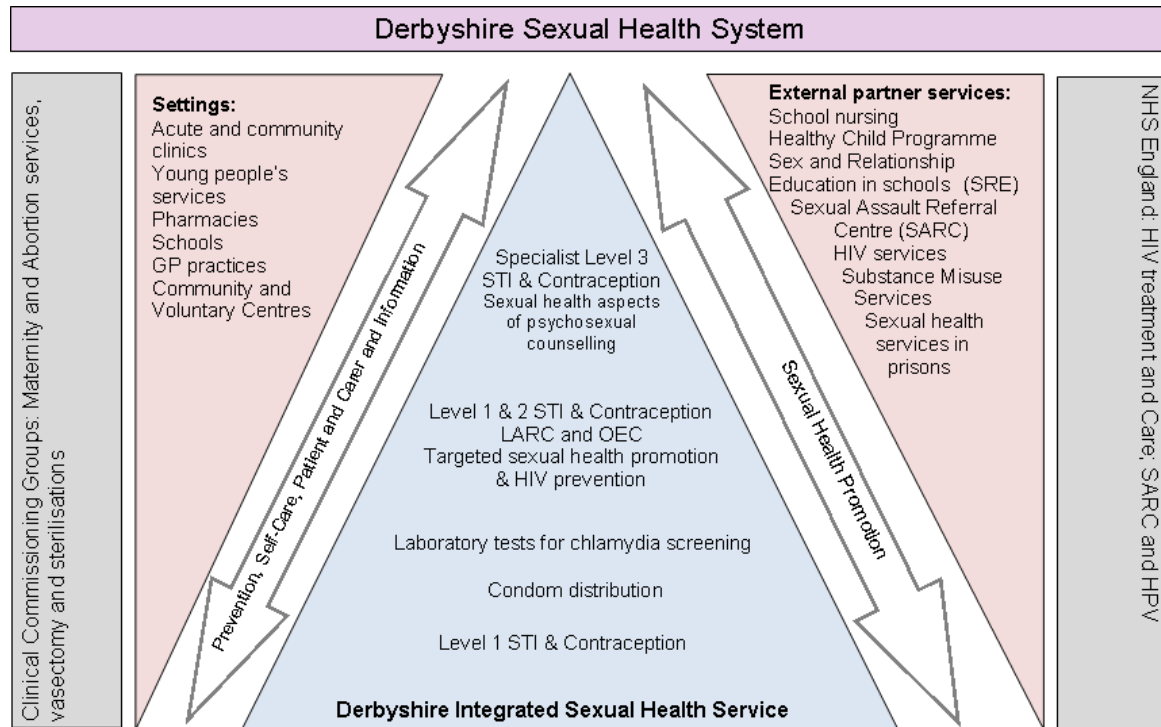 Derbyshire Sexual Health System
Clinical Commissioning Groups: Maternity and Abortion services,
vasectomy and sterilisations
Settings:
Acute and community
clinics
Young people's
services
Pharmacies
Schools
GP practices
Community and
Voluntary Centres
Prevention, Self-Care, Patient and Carer and Information
Specialist Level 3
STI & Contraception
Sexual health aspects
of psychosexual
counselling
Level 1 & 2 STI & Contraception
LARC and OEC
Targeted sexual health promotion
& HIV prevention
Laboratory tests for chlamydia screening
Condom distribution
Level 1 STI & Contraception
Derbyshire Integrated Sexual Health Service
Sexual Health Promotion
External partner services:
School nursing
Healthy Child Programme
Sex and Relationship
Education in schools (SRE)
Sexual Assault Referral
Centre (SARC)
HIV services
Substance Misuse
Services
Sexual health
services in
prisons
NHS England: HIV treatment and Care; SARC and HPV